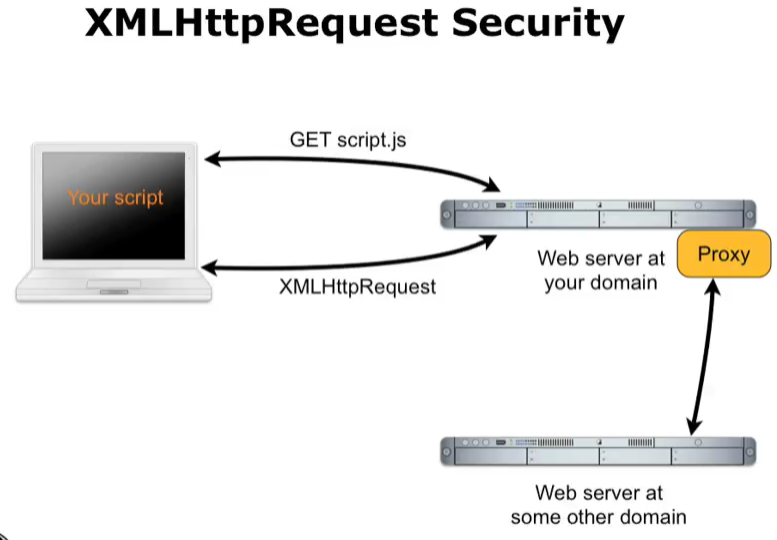 XMLHttpRequest Security
GET script.js
Your script
Web server at
your domain
Proxy
XMLHttpRequest
Web server at
some other domain